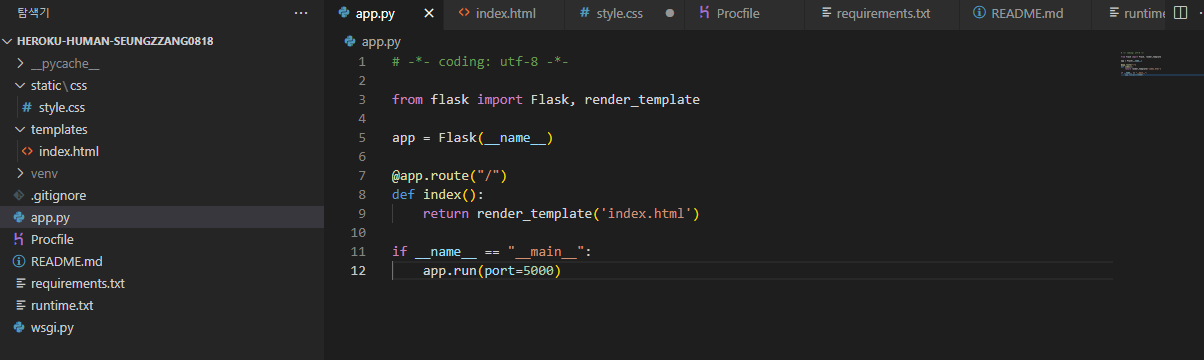 탐색기 ···
app.py × index.html style.css Procfile requirements.txt README.md runtime
HEROKU-HUMAN-SEUNGZZANG0818
__pycache__
static\css
style.css
templates
index.html
venv
.gitignore
app.py
Procfile
README.md
requirements.txt
runtime.txt
wsgi.py
app.py
1 # -*- coding: utf-8 -*-
2
3 from flask import Flask, render_template
4
5 app = Flask(__name__)
6
7 @app.route("/")
8 def index():
9     return render_template('index.html')
10
11 if __name__ == "__main__":
12     app.run(port=5000)